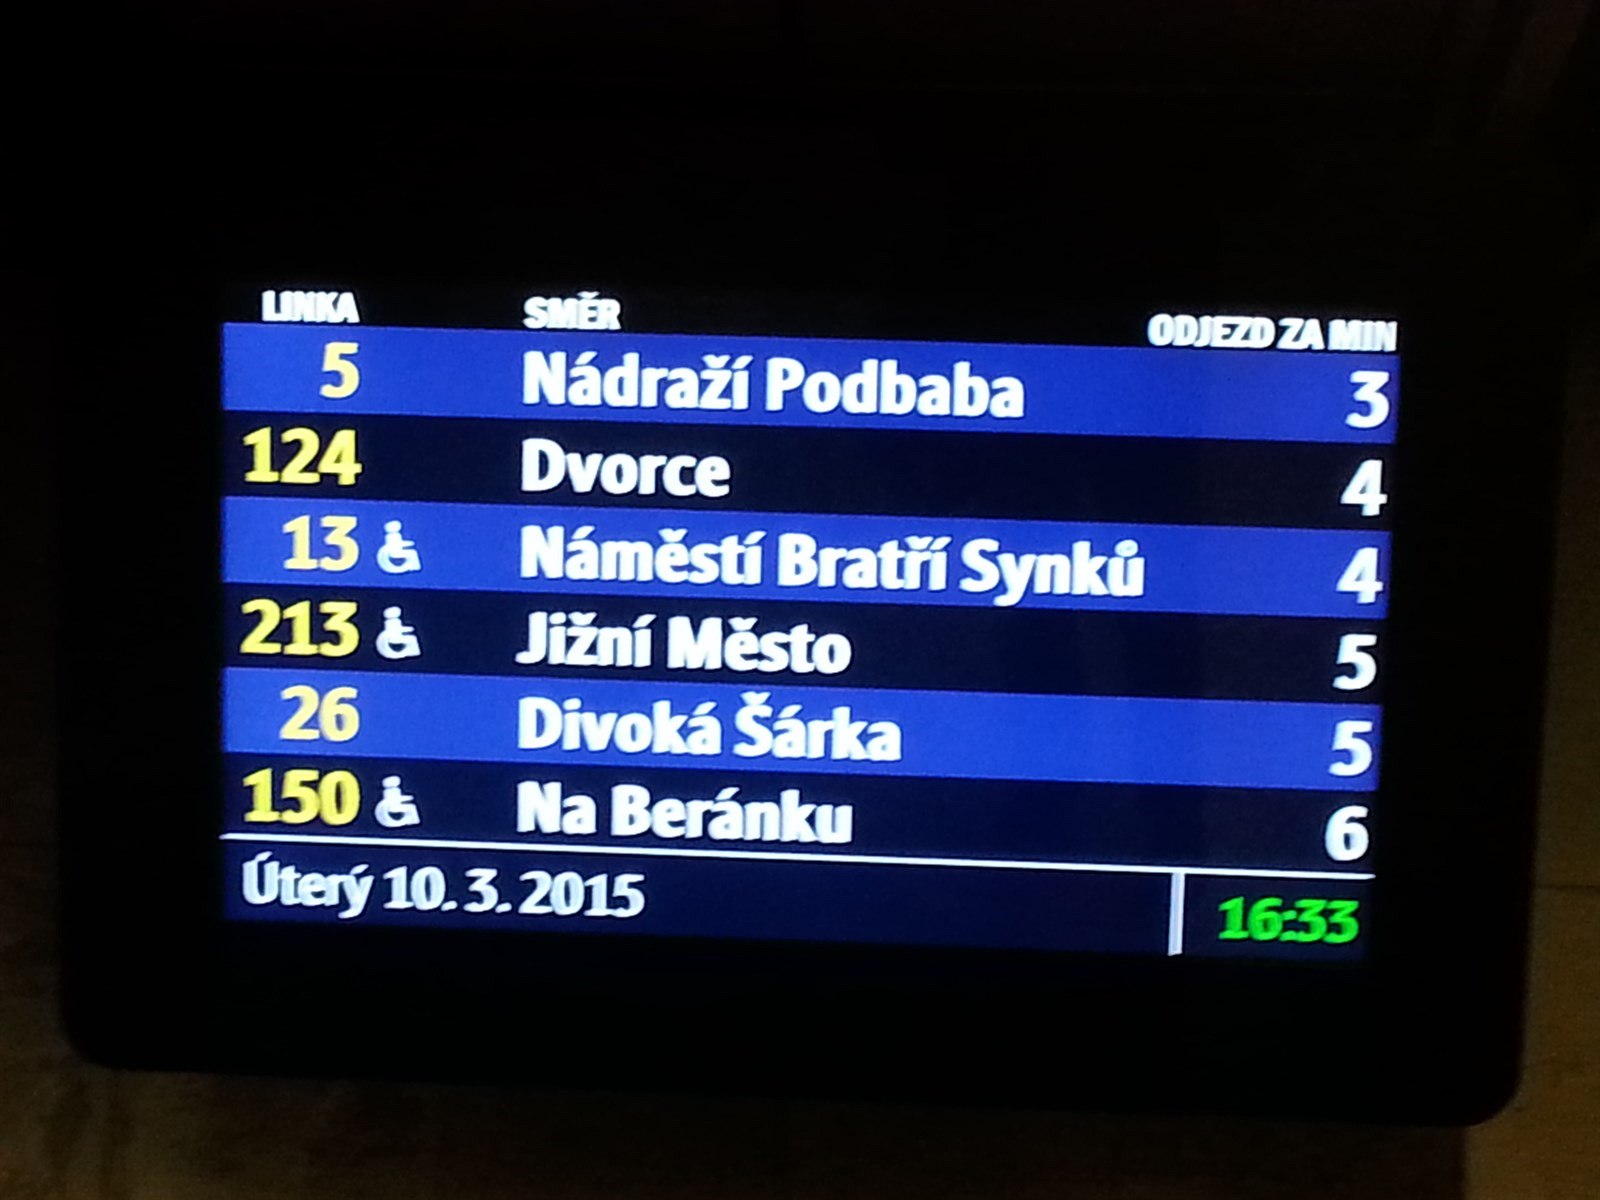 LINKA SMĚR ODJEZD ZA MIN
5 Nádraží Podbaba 3
124 Dvorce 4
13 Náměstí Bratří Synků 4
213 Jižní Město 5
26 Divoká Šárka 5
150 Na Beránku 6
Úterý 10. 3. 2015 16:33